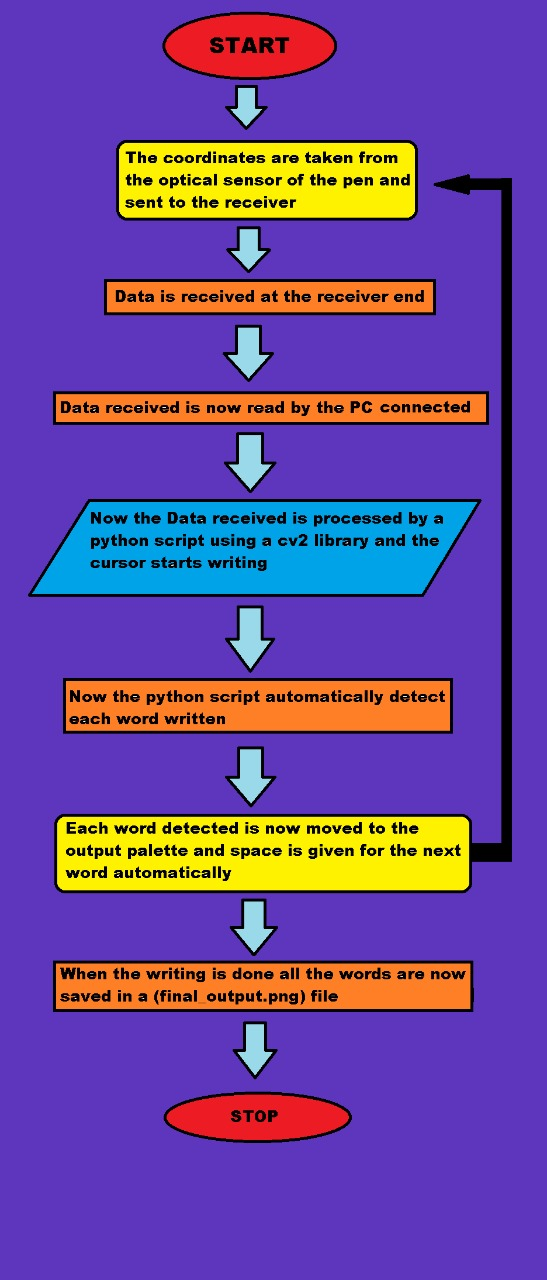 START
The coordinates are taken from
the optical sensor of the pen and
sent to the receiver
Data is received at the receiver end
Data received is now read by the PC connected
Now the Data received is processed by a
python script using a cv2 library and the
cursor starts writing
Now the python script automatically detect
each word written
Each word detected is now moved to the
output palette and space is given for the next
word automatically
When the writing is done all the words are now
saved in a (final_output.png) file
STOP